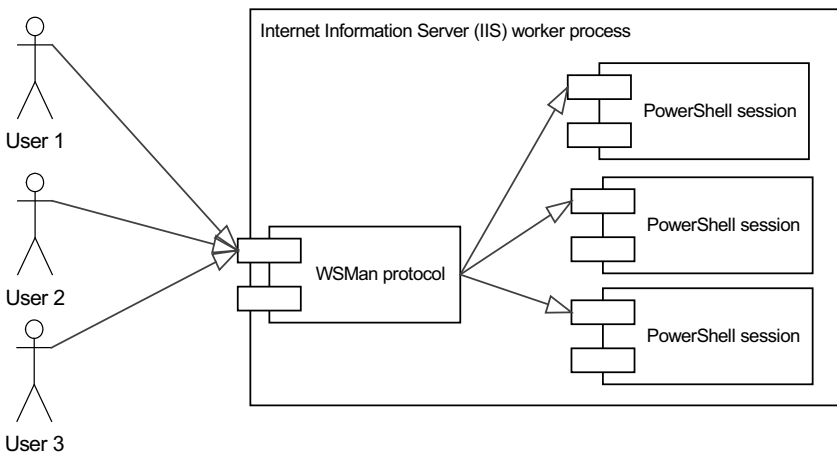 Internet Information Server (IIS) worker process
User 1
User 2
User 3
WSMan protocol
PowerShell session
PowerShell session
PowerShell session